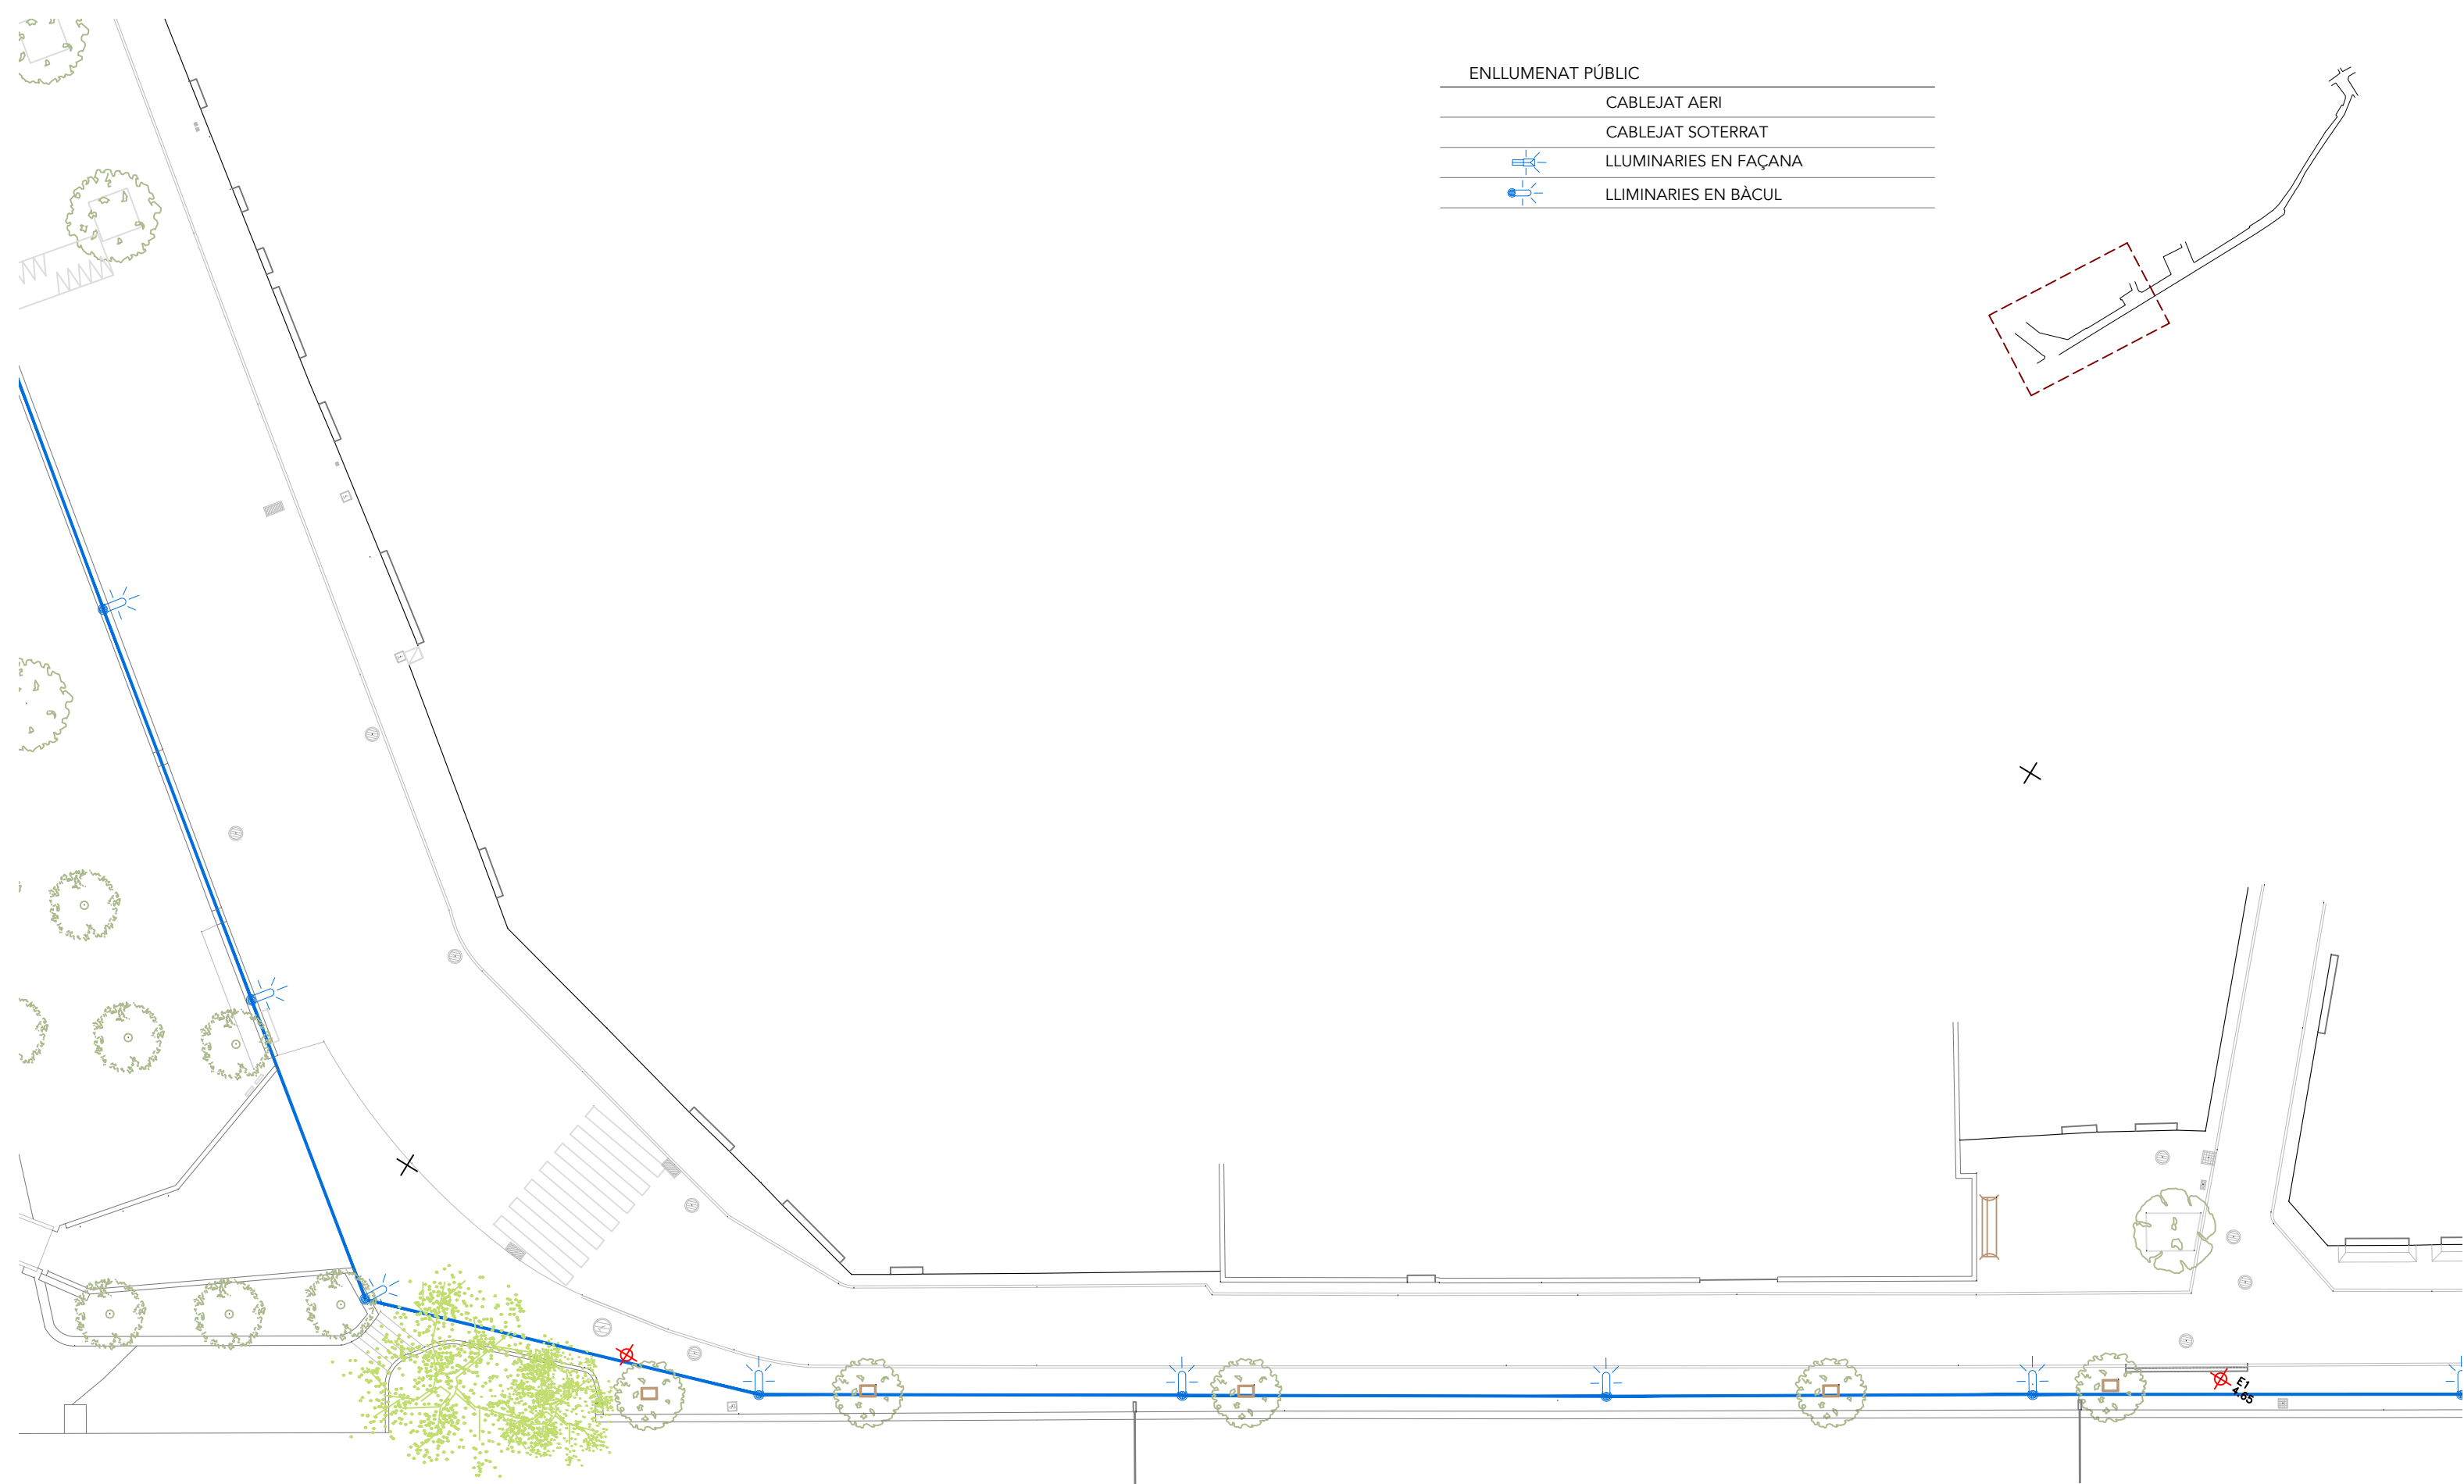 ENLLUMENAT PÚBLIC
CABLEJAT AERI
CABLEJAT SOTERRAT
LLUMINARIES EN FAÇANA
LLIMINARIES EN BÀCUL
E1
4.65